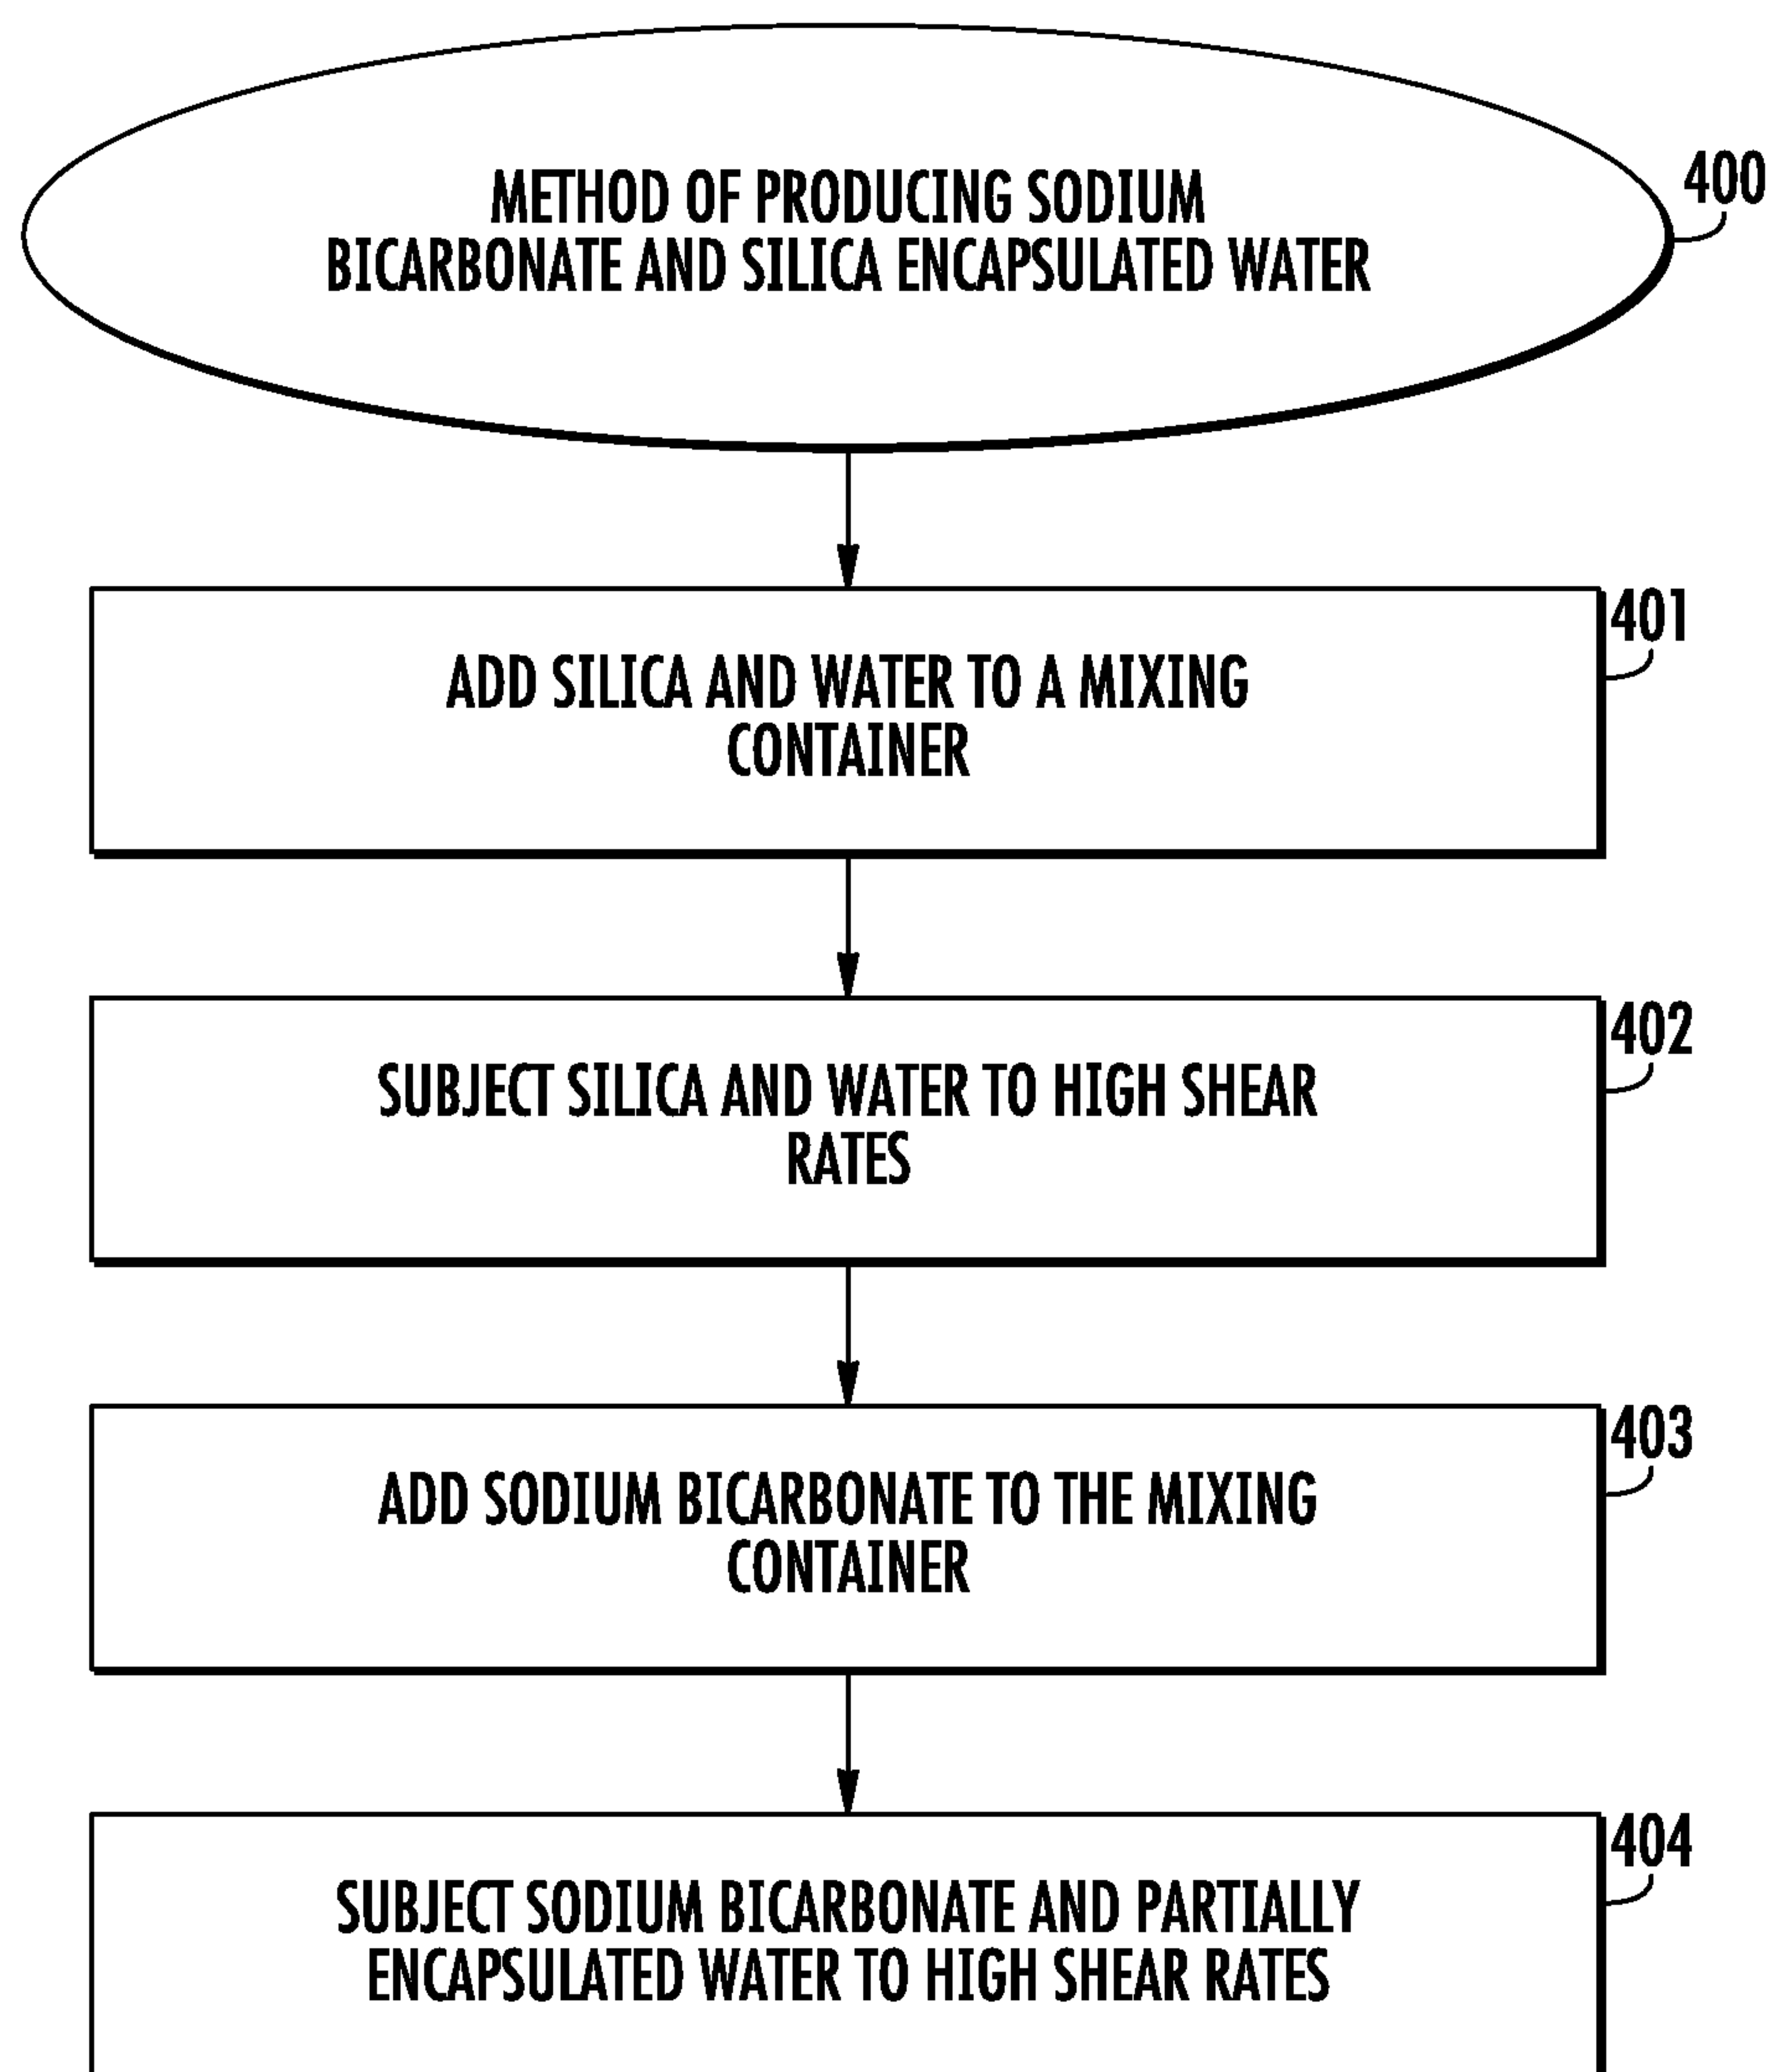 METHOD OF PRODUCING SODIUM
BICARBONATE AND SILICA ENCAPSULATED WATER
400
ADD SILICA AND WATER TO A MIXING
CONTAINER
401
SUBJECT SILICA AND WATER TO HIGH SHEAR
RATES
402
ADD SODIUM BICARBONATE TO THE MIXING
CONTAINER
403
SUBJECT SODIUM BICARBONATE AND PARTIALLY
ENCAPSULATED WATER TO HIGH SHEAR RATES
404